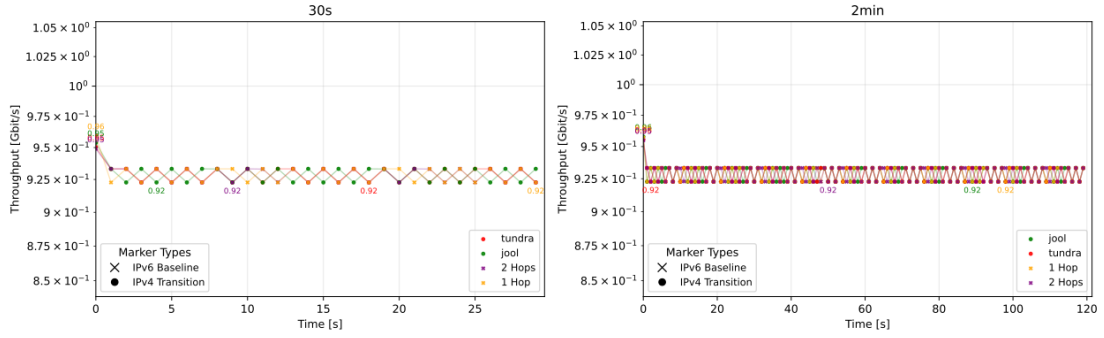 30s
Throughput [Gbit/s]
1.05 × 10⁰
1.025 × 10⁰
10⁰
9.75 × 10⁻¹
9.5 × 10⁻¹
9.25 × 10⁻¹
9 × 10⁻¹
8.75 × 10⁻¹
8.5 × 10⁻¹
0.96
0.95
0.92
0.92
0.92
0.92
Marker Types
IPv6 Baseline
IPv4 Transition
tundra
jool
2 Hops
1 Hop
0 5 10 15 20 25
Time [s]
2min
Throughput [Gbit/s]
1.05 × 10⁰
1.025 × 10⁰
10⁰
9.75 × 10⁻¹
9.5 × 10⁻¹
9.25 × 10⁻¹
9 × 10⁻¹
8.75 × 10⁻¹
8.5 × 10⁻¹
0.92
0.92
0.92
0.92
Marker Types
IPv6 Baseline
IPv4 Transition
jool
tundra
1 Hop
2 Hops
0 20 40 60 80 100 120
Time [s]